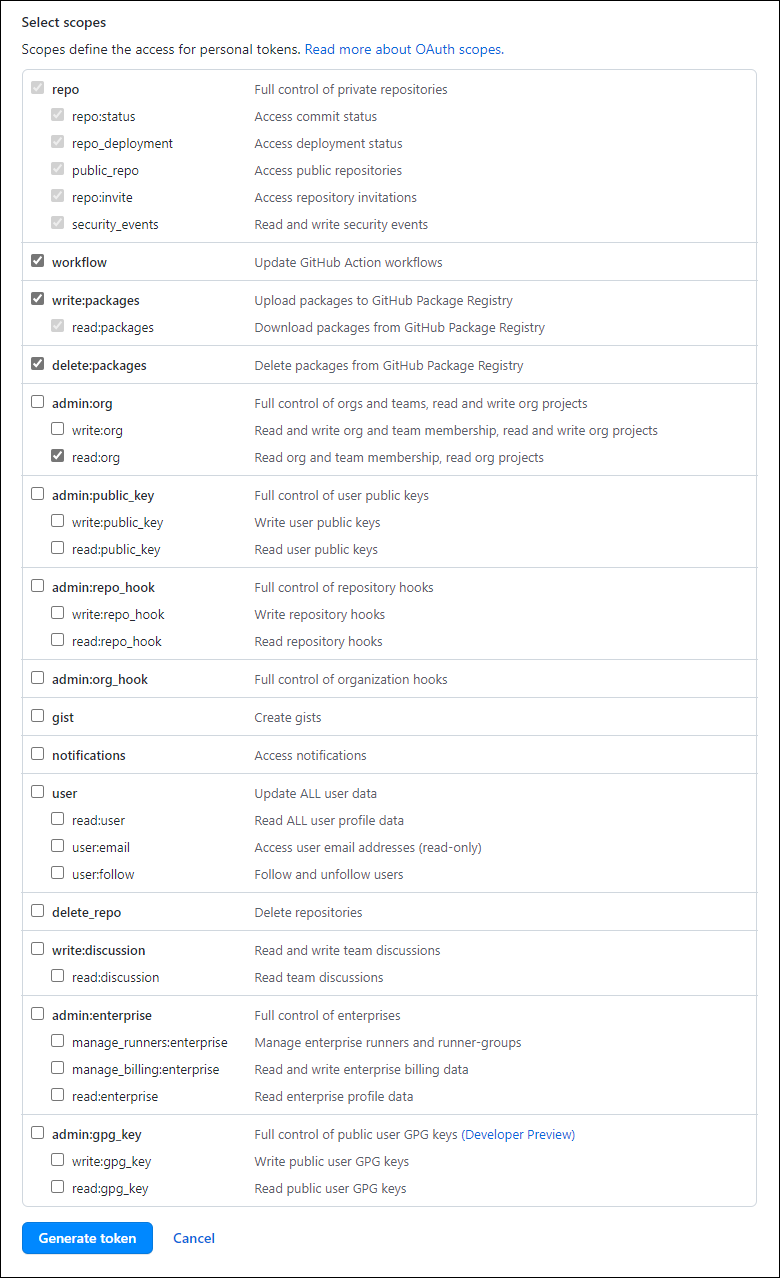 Select scopes
Scopes define the access for personal tokens. Read more about OAuth scopes.
repo Full control of private repositories
repo:status Access commit status
repo_deployment Access deployment status
public_repo Access public repositories
repo:invite Access repository invitations
security_events Read and write security events
workflow Update GitHub Action workflows
write:packages Upload packages to GitHub Package Registry
read:packages Download packages from GitHub Package Registry
delete:packages Delete packages from GitHub Package Registry
admin:org Full control of orgs and teams, read and write org projects
write:org Read and write org and team membership, read and write org projects
read:org Read org and team membership, read org projects
admin:public_key Full control of user public keys
write:public_key Write user public keys
read:public_key Read user public keys
admin:repo_hook Full control of repository hooks
write:repo_hook Write repository hooks
read:repo_hook Read repository hooks
admin:org_hook Full control of organization hooks
gist Create gists
notifications Access notifications
user Update ALL user data
read:user Read ALL user profile data
user:email Access user email addresses (read-only)
user:follow Follow and unfollow users
delete_repo Delete repositories
write:discussion Read and write team discussions
read:discussion Read team discussions
admin:enterprise Full control of enterprises
manage_runners:enterprise Manage enterprise runners and runner-groups
manage_billing:enterprise Read and write enterprise billing data
read:enterprise Read enterprise profile data
admin:gpg_key Full control of public user GPG keys (Developer Preview)
write:gpg_key Write public user GPG keys
read:gpg_key Read public user GPG keys
Generate token Cancel